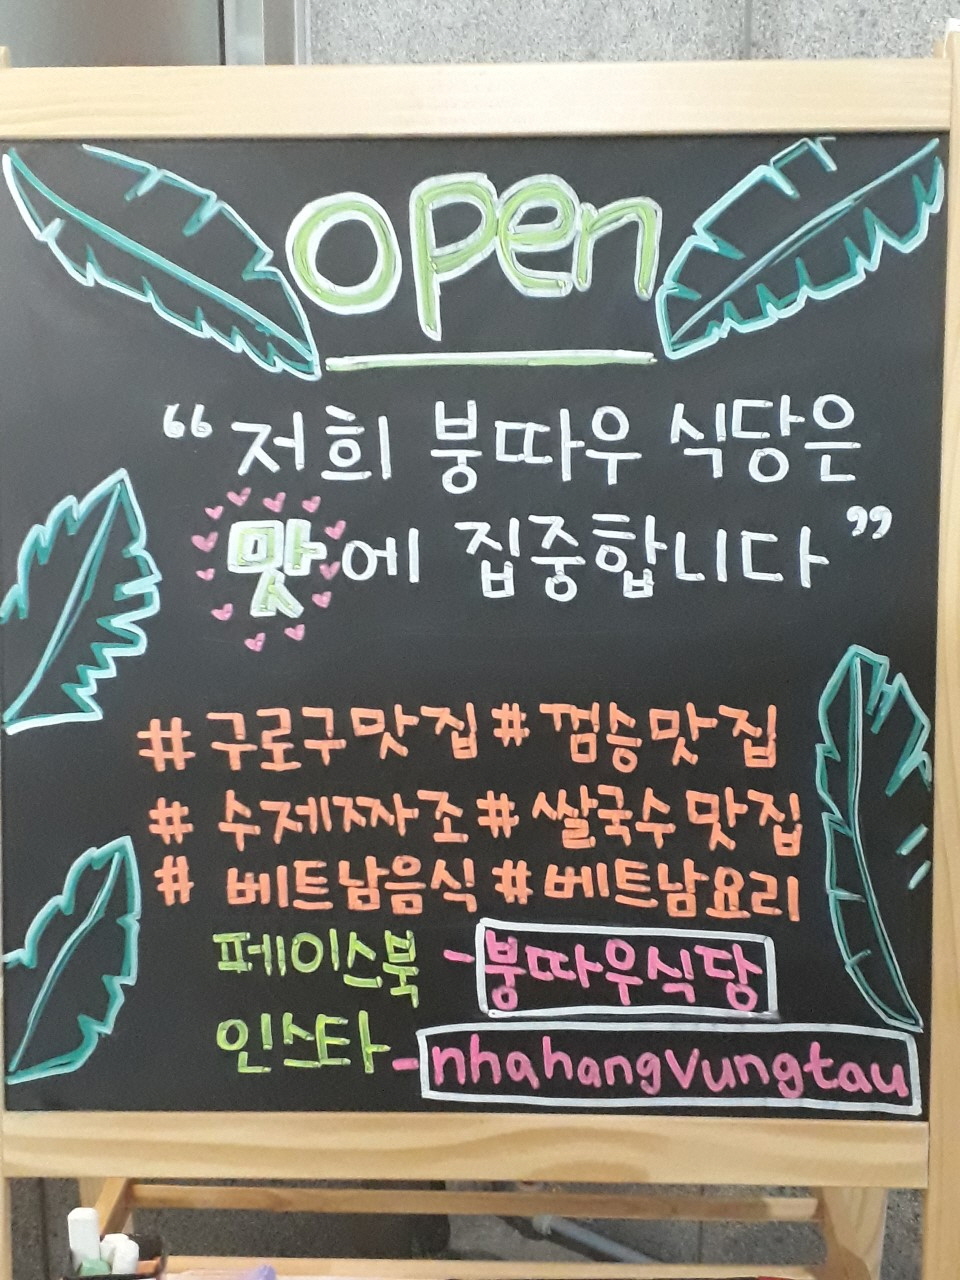 open
“저희 붕따우 식당은
맛에 집중합니다”
#구로구맛집 #껌승맛집
#수제짜조 #쌀국수맛집
#베트남음식 #베트남요리
페이스북 - 붕따우식당
인스타 - nhahangvungtau